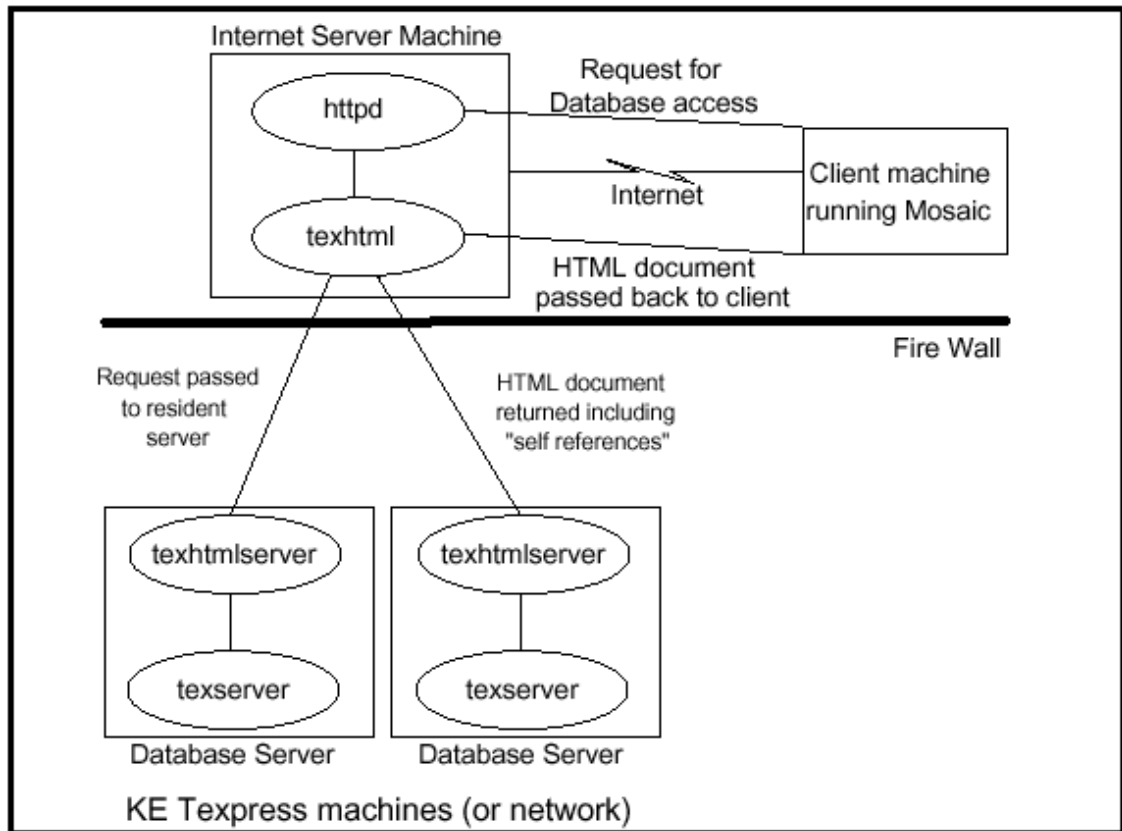 Internet Server Machine
httpd
texhtml
Request for
Database access
Internet
Client machine
running Mosaic
HTML document
passed back to client
Fire Wall
Request passed
to resident
server
HTML document
returned including
"self references"
texhtmlserver
texserver
Database Server
texhtmlserver
texserver
Database Server
KE Texpress machines (or network)